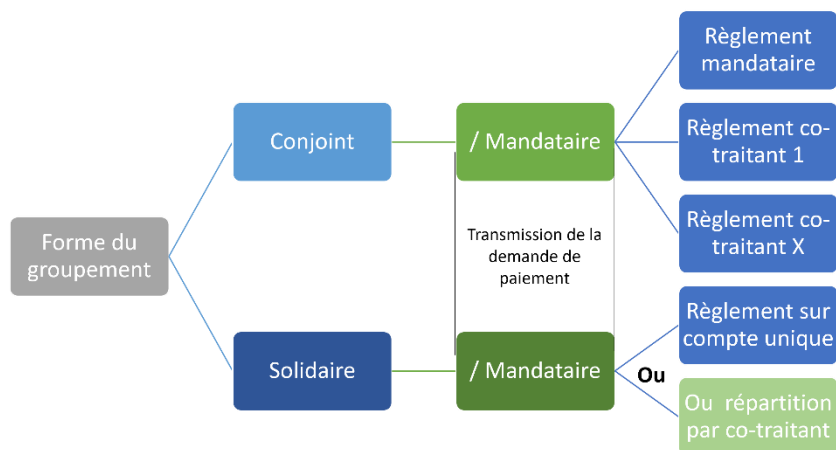 Forme du
groupement
Conjoint
/ Mandataire
Règlement
mandataire
Règlement co-
traitant 1
Règlement co-
traitant X
Transmission de la
demande de
paiement
Solidaire
/ Mandataire
Ou
Règlement sur
compte unique
Ou répartition
par co-traitant